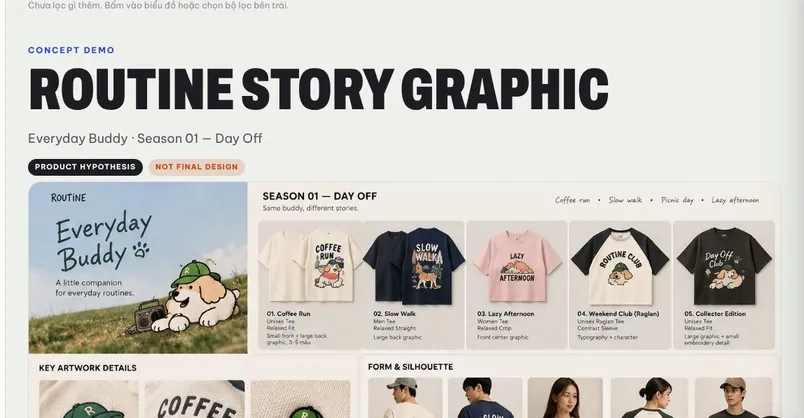 Chưa lọc gì thêm. Bấm vào biểu đồ hoặc chọn bộ lọc bên trái.
CONCEPT DEMO
ROUTINE STORY GRAPHIC
Everyday Buddy · Season 01 — Day Off
PRODUCT HYPOTHESIS
NOT FINAL DESIGN
ROUTINE
Everyday
Buddy
A little companion
for everyday routines.
R
SEASON 01 — DAY OFF
Same buddy, different stories.
Coffee run • Slow walk • Picnic day • Lazy afternoon
COFFEE
RUN
SLOW
WALK
LAZY
AFTERNOON
ROUTINE CLUB
Day Off
Club
01. Coffee Run
Unisex Tee
Relaxed Fit
Small front + large back
graphic, 3-5 màu
02. Slow Walk
Men Tee
Relaxed Straight
Large back graphic
03. Lazy Afternoon
Women Tee
Relaxed Crop
Front center graphic
04. Weekend Club (Raglan)
Unisex Raglan Tee
Contrast Sleeve
Typography + character
05. Collector Edition
Unisex Tee
Relaxed Fit
Large graphic + small
embroidery detail
KEY ARTWORK DETAILS
R
COFFEE
R
FORM & SILHOUETTE
SLOW